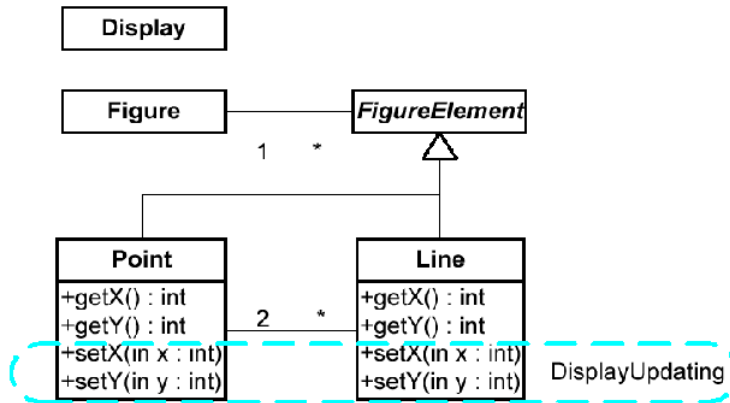 Display
Figure
FigureElement
1 *
Point
+getX() : int
+getY() : int
+setX(in x : int)
+setY(in y : int)
2 *
Line
+getX() : int
+getY() : int
+setX(in x : int)
+setY(in y : int)
DisplayUpdating